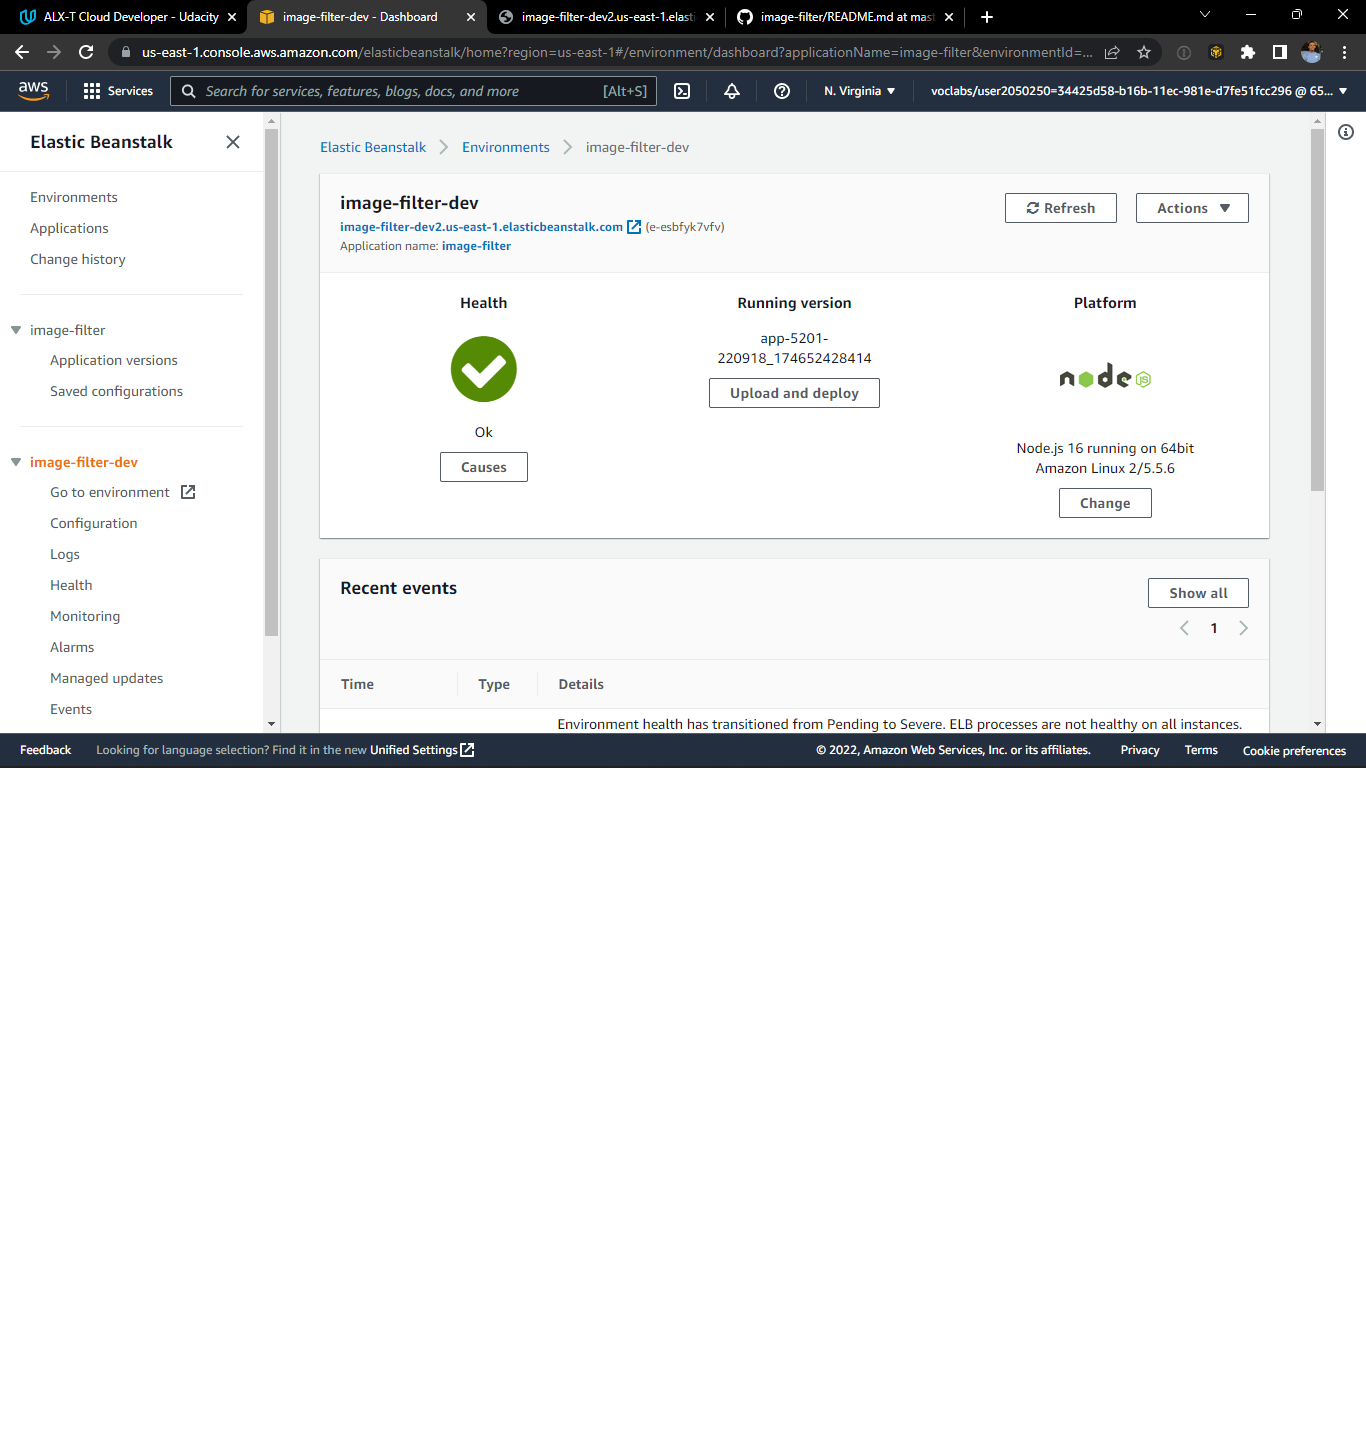 ALX-T Cloud Developer - Udacity
image-filter-dev - Dashboard
image-filter-dev2.us-east-1.elasti
image-filter/README.md at mast
us-east-1.console.aws.amazon.com/elasticbeanstalk/home?region=us-east-1#/environment/dashboard?applicationName=image-filter&environmentId=...
aws
Services
Search for services, features, blogs, docs, and more
[Alt+S]
N. Virginia
voclabs/user2050250=34425d58-b16b-11ec-981e-d7fe51fcc296 @ 65...
Elastic Beanstalk
Environments
Applications
Change history
image-filter
Application versions
Saved configurations
image-filter-dev
Go to environment
Configuration
Logs
Health
Monitoring
Alarms
Managed updates
Events
Elastic Beanstalk
Environments
image-filter-dev
image-filter-dev
image-filter-dev2.us-east-1.elasticbeanstalk.com (e-esbfyk7vfv)
Application name: image-filter
Refresh
Actions
Health
Ok
Causes
Running version
app-5201-
220918_174652428414
Upload and deploy
Platform
node JS
Node.js 16 running on 64bit
Amazon Linux 2/5.5.6
Change
Recent events
Show all
1
Time
Type
Details
Environment health has transitioned from Pending to Severe. ELB processes are not healthy on all instances.
Feedback
Looking for language selection? Find it in the new Unified Settings
© 2022, Amazon Web Services, Inc. or its affiliates.
Privacy
Terms
Cookie preferences